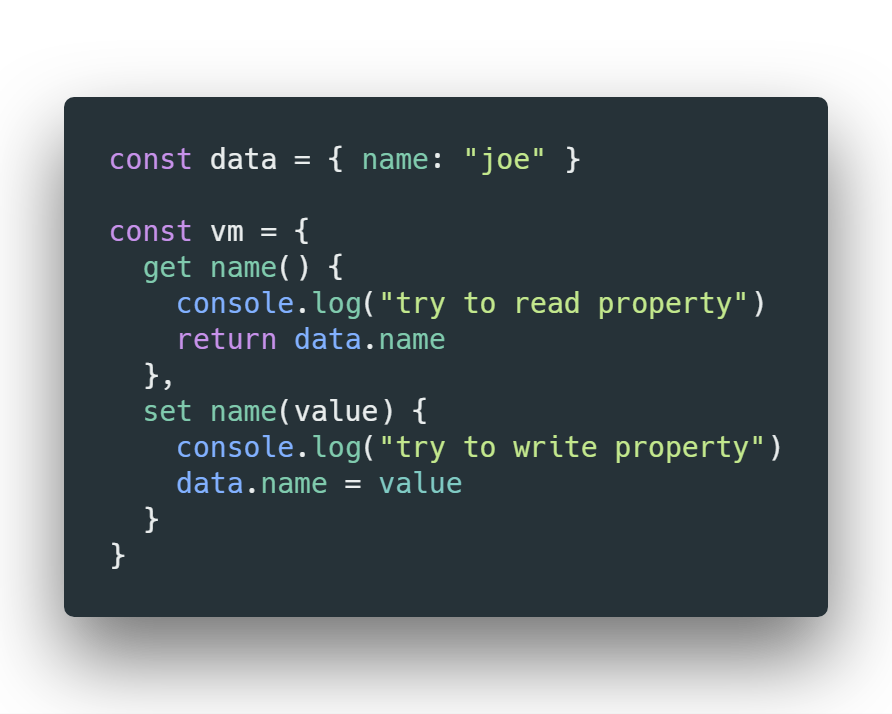 const data = { name: "joe" }
const vm = {
  get name() {
    console.log("try to read property")
    return data.name
  },
  set name(value) {
    console.log("try to write property")
    data.name = value
  }
}